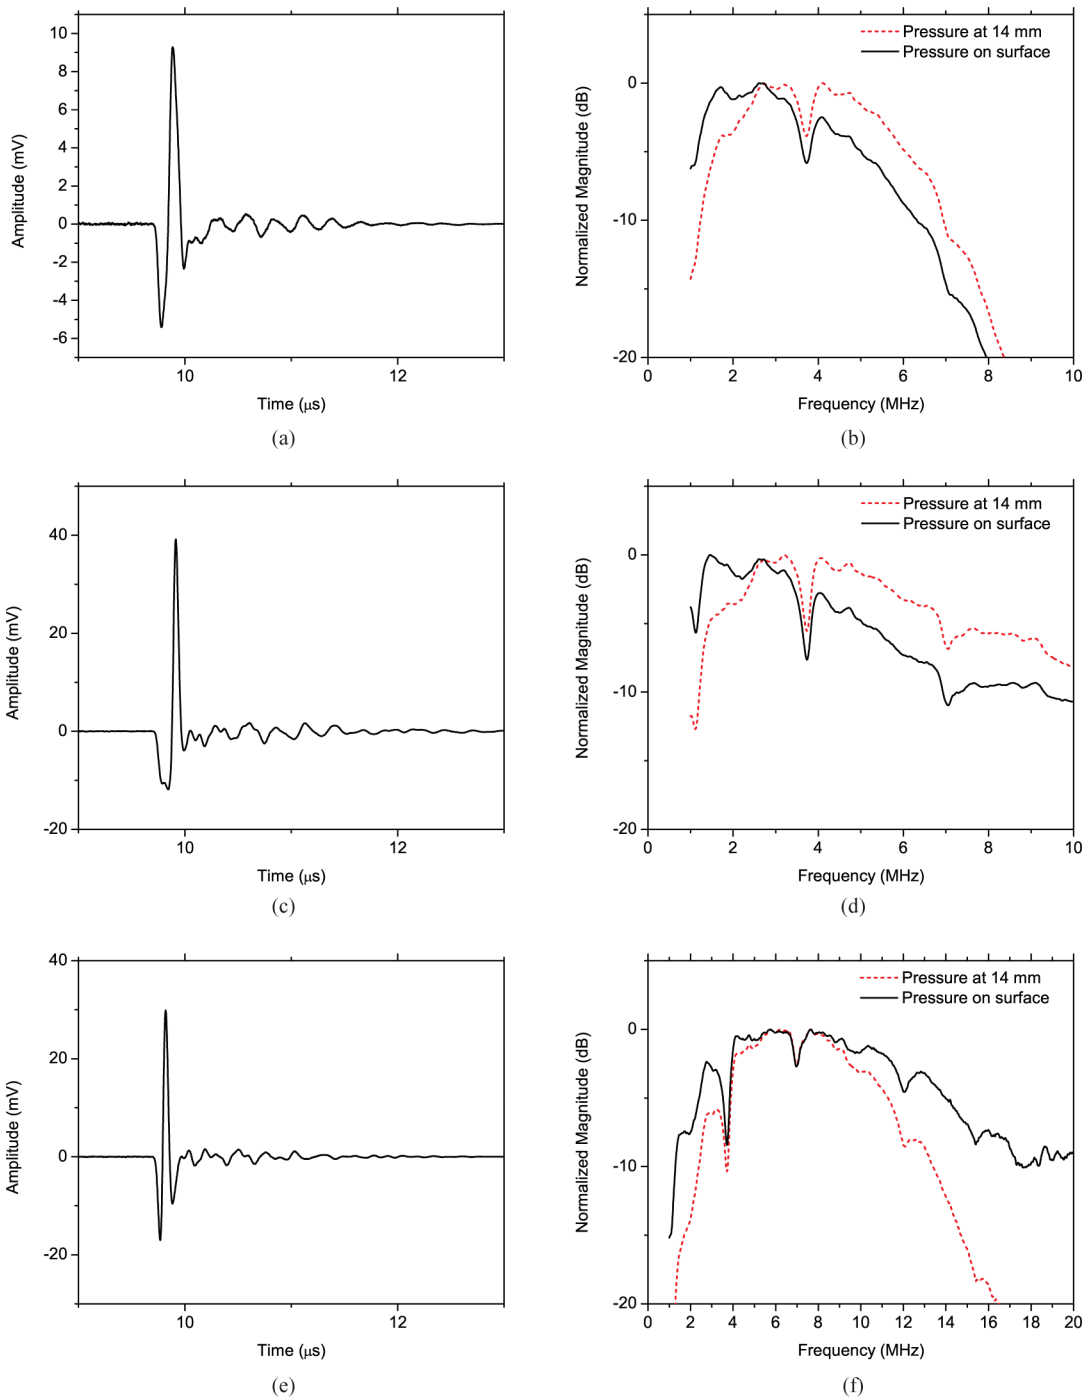 10
8
6
4
2
0
-2
-4
-6
Amplitude (mV)
10
12
Time (μs)
(a)
Pressure at 14 mm
Pressure on surface
0
-10
-20
Normalized Magnitude (dB)
0
2
4
6
8
10
Frequency (MHz)
(b)
40
20
0
-20
Amplitude (mV)
10
12
Time (μs)
(c)
Pressure at 14 mm
Pressure on surface
0
-10
-20
Normalized Magnitude (dB)
0
2
4
6
8
10
Frequency (MHz)
(d)
40
20
0
-20
Amplitude (mV)
10
12
Time (μs)
(e)
Pressure at 14 mm
Pressure on surface
0
-10
-20
Normalized Magnitude (dB)
0
2
4
6
8
10
12
14
16
18
20
Frequency (MHz)
(f)